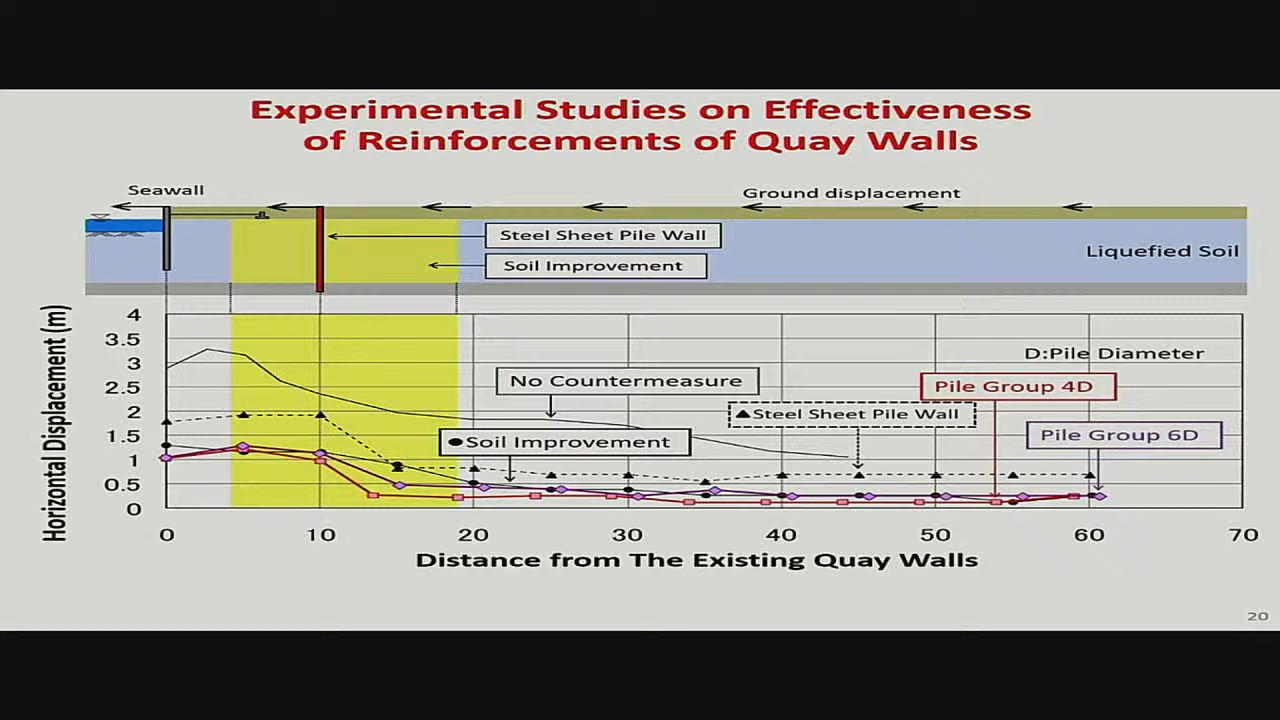 Experimental Studies on Effectiveness
of Reinforcements of Quay Walls
Seawall
Ground displacement
Steel Sheet Pile Wall
Soil Improvement
Liquefied Soil
Horizontal Displacement (m)
4
3.5
3
2.5
2
1.5
1
0.5
0
D:Pile Diameter
No Countermeasure
Pile Group 4D
Steel Sheet Pile Wall
Soil Improvement
Pile Group 6D
0 10 20 30 40 50 60 70
Distance from The Existing Quay Walls
20